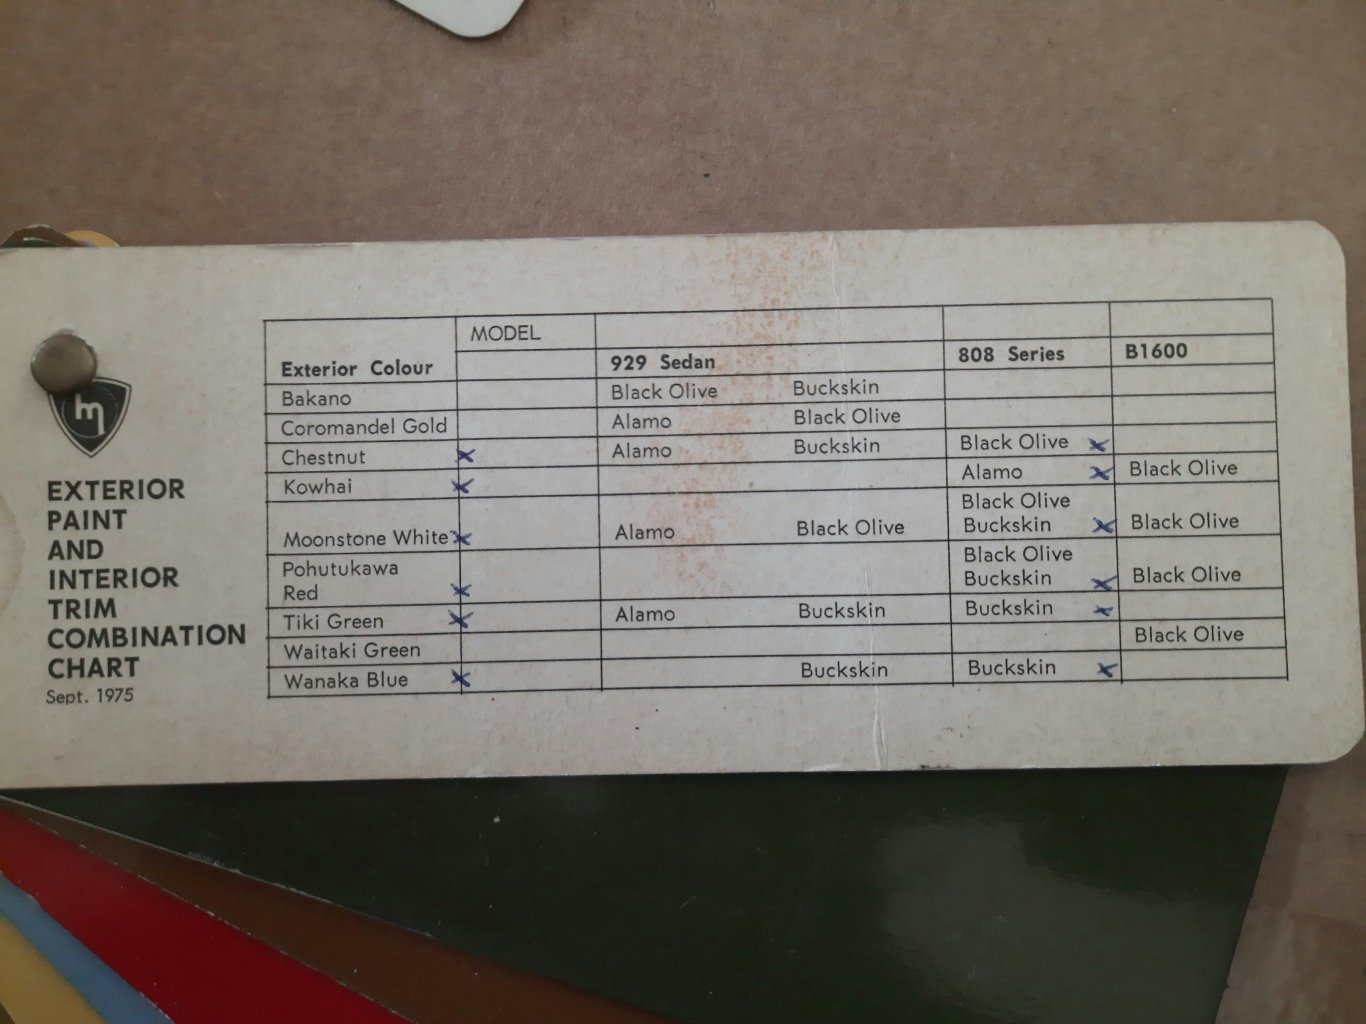 MODEL
Exterior Colour 929 Sedan 808 Series B1600
Bakano Black Olive Buckskin
Coromandel Gold Alamo Black Olive
Chestnut x Alamo Buckskin Black Olive x
Kowhai x Alamo x Black Olive
Black Olive
Moonstone White x Alamo Black Olive Buckskin x Black Olive
Pohutukawa Black Olive
Red x Buckskin x Black Olive
Tiki Green x Alamo Buckskin Buckskin x
Waitaki Green Black Olive
Wanaka Blue x Buckskin Buckskin x
m
EXTERIOR
PAINT
AND
INTERIOR
TRIM
COMBINATION
CHART
Sept. 1975